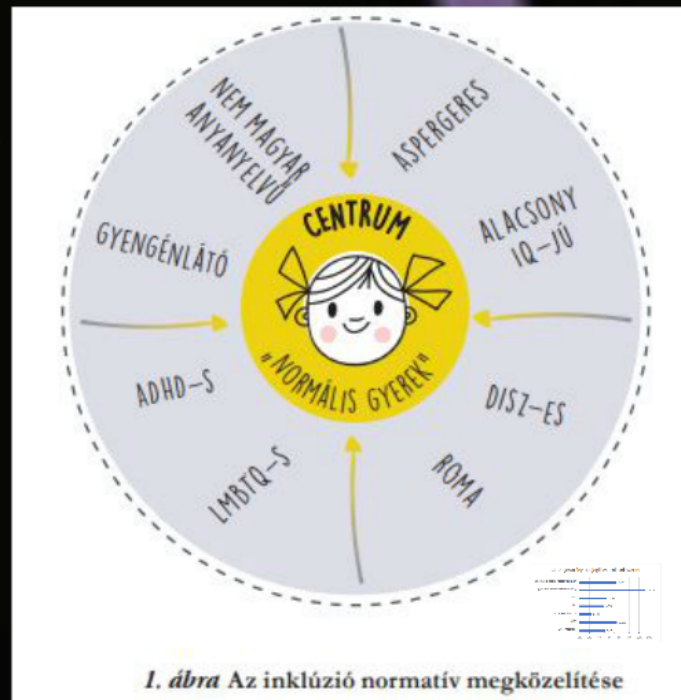 NEM MAGYAR
ANYANYELVŰ
ASPERGERES
ALACSONY
IQ-JÚ
GYENGÉNLÁTÓ
CENTRUM
„NORMÁLIS GYEREK"
ADHD-S
DISZ-ES
LMBTQ-S
ROMA
1. ábra Az inklúzió normatív megközelítése